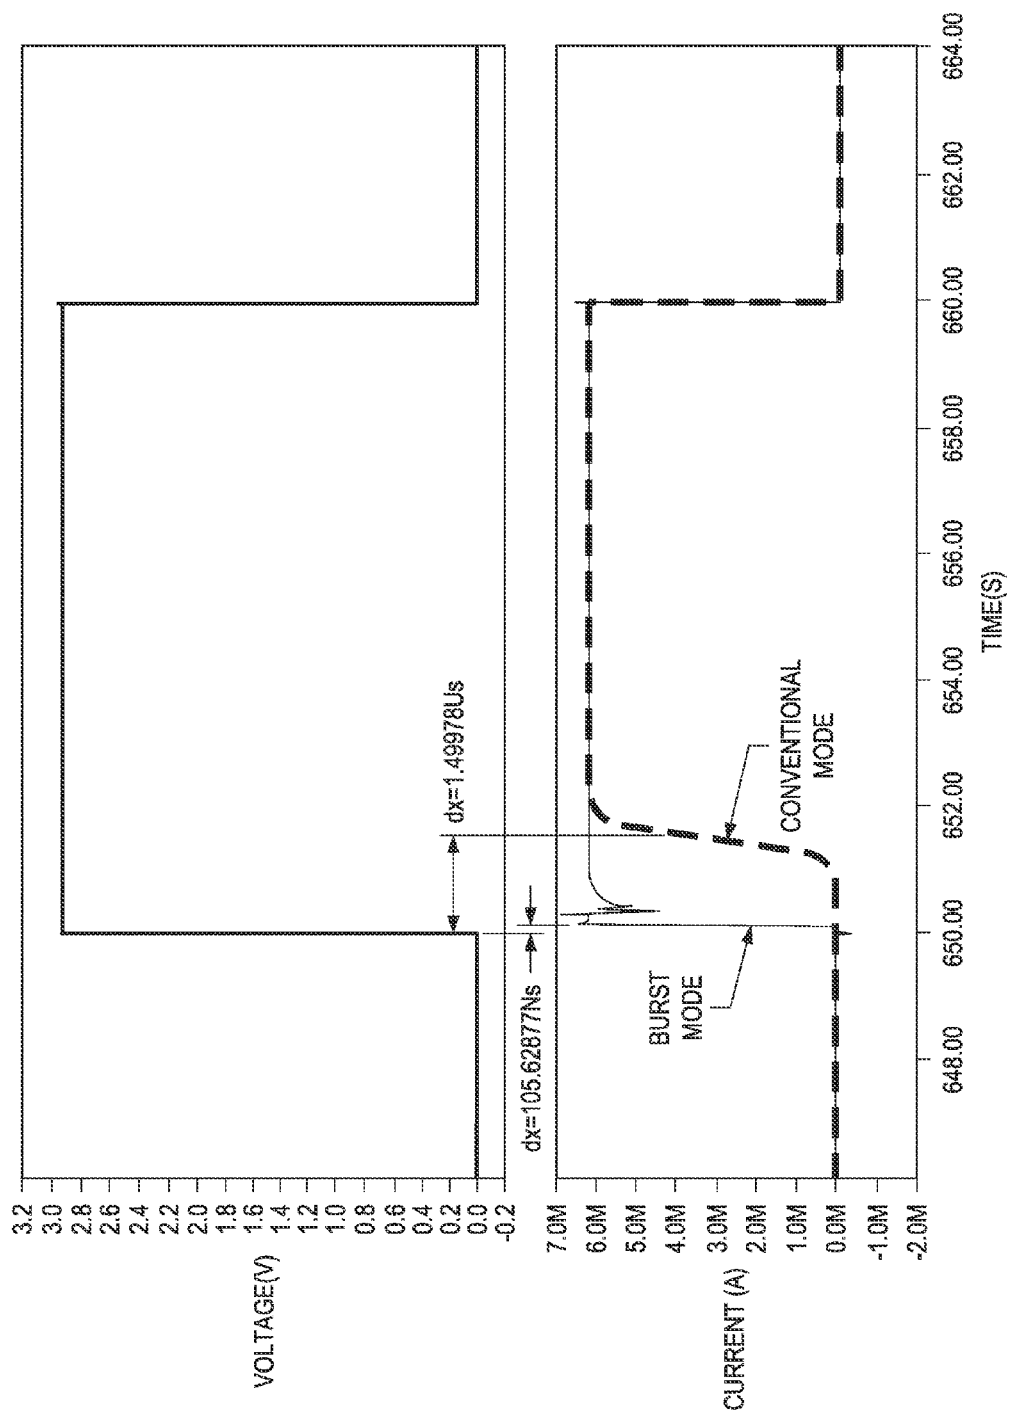 VOLTAGE(V)
3.2
3.0
2.8
2.6
2.4
2.2
2.0
1.8
1.6
1.4
1.2
1.0
0.8
0.6
0.4
0.2
0.0
-0.2
dx=1.49978Us
dx=105.62877Ns
CURRENT (A)
7.0M
6.0M
5.0M
4.0M
3.0M
2.0M
1.0M
0.0M
-1.0M
-2.0M
BURST
MODE
CONVENTIONAL
MODE
648.00
650.00
652.00
654.00
656.00
658.00
660.00
662.00
664.00
TIME(S)